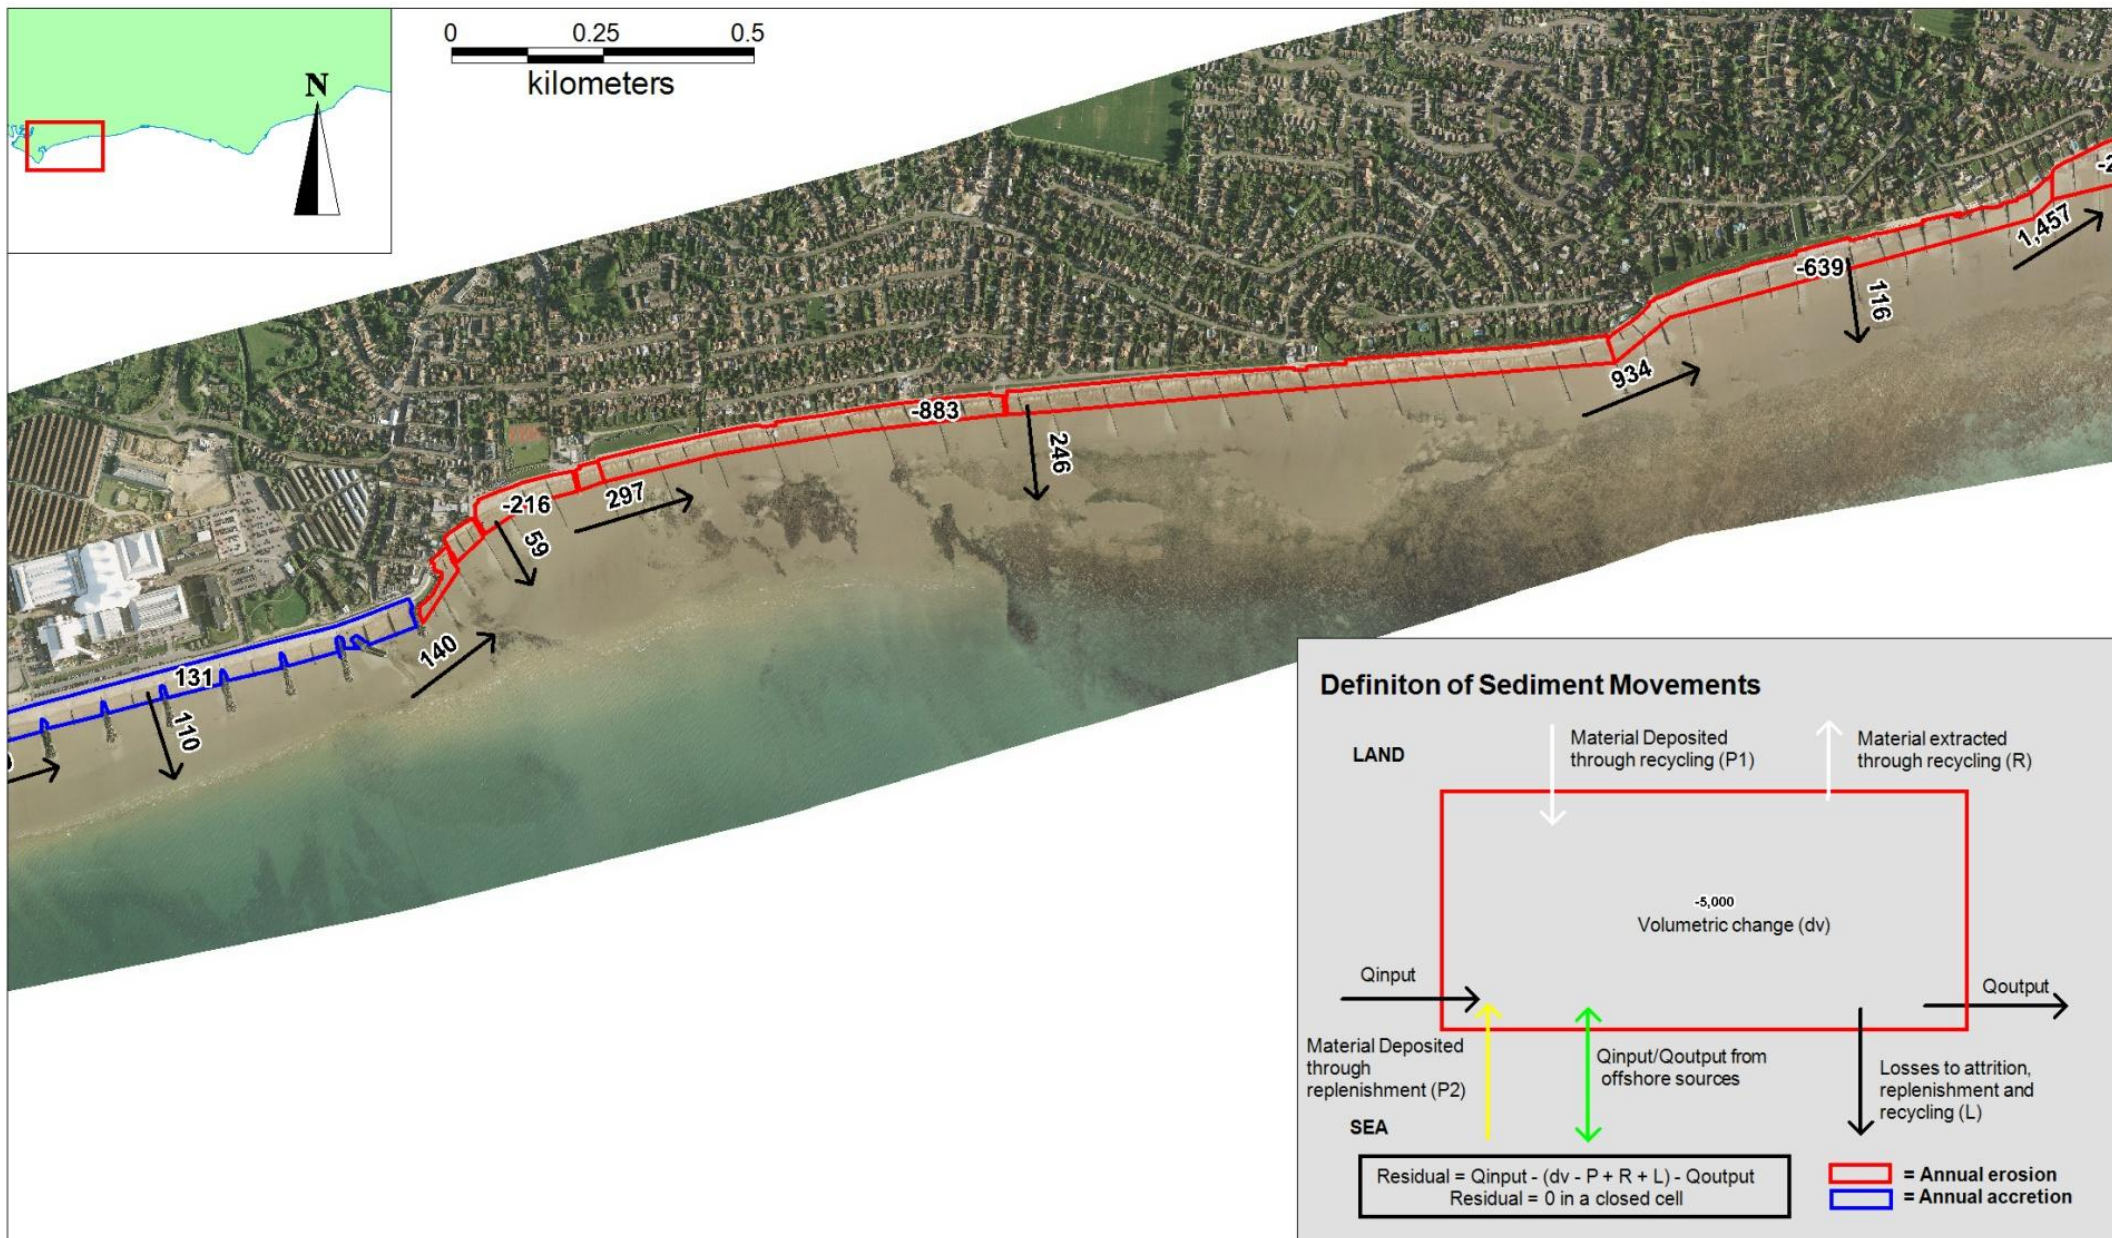 0 0.25 0.5
kilometers
N
-2
1,457
-639
116
934
-883
246
-216
297
59
140
131
110
Definiton of Sediment Movements
LAND
Material Deposited
through recycling (P1)
Material extracted
through recycling (R)
-5,000
Volumetric change (dv)
Qinput
Qoutput
Material Deposited
through
replenishment (P2)
Qinput/Qoutput from
offshore sources
Losses to attrition,
replenishment and
recycling (L)
SEA
Residual = Qinput - (dv - P + R + L) - Qoutput
Residual = 0 in a closed cell
= Annual erosion
= Annual accretion